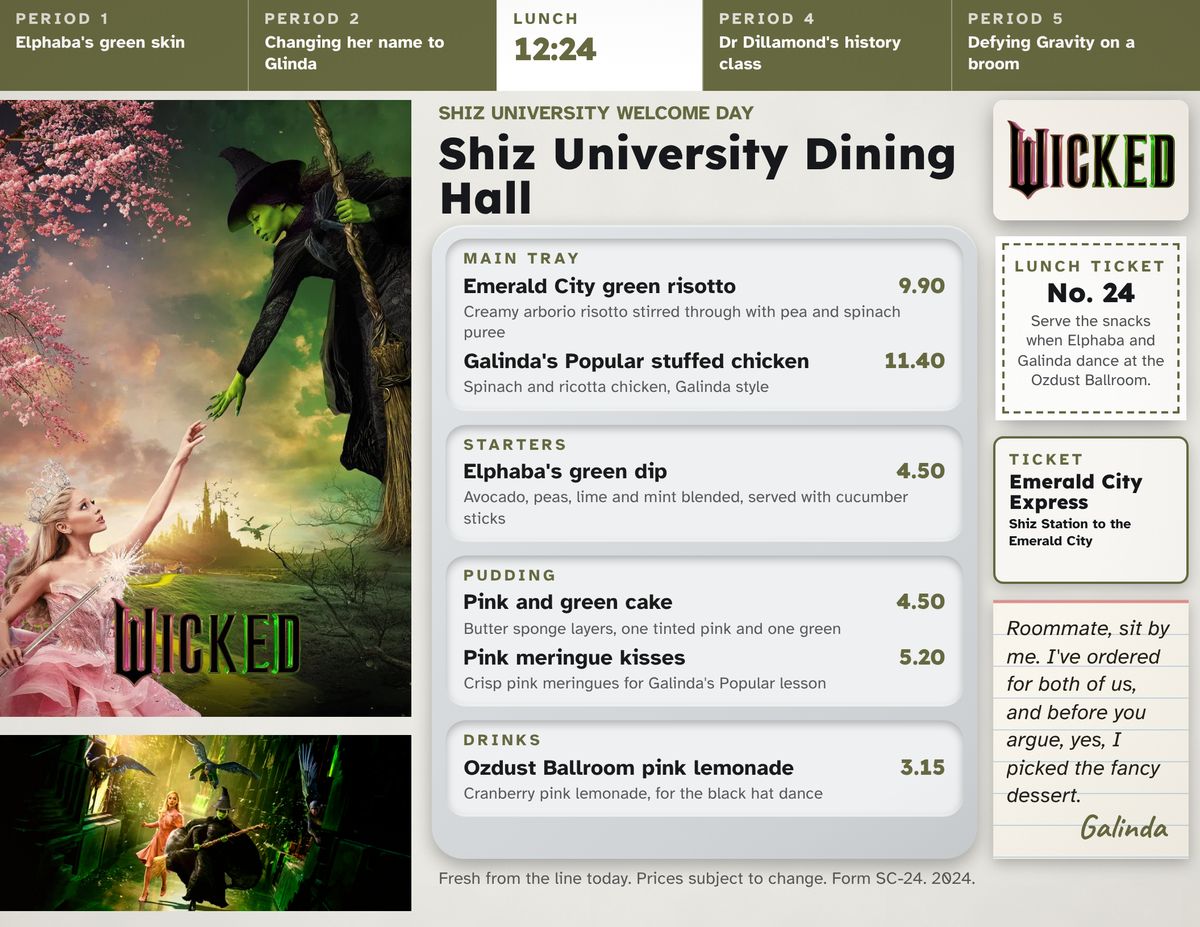 PERIOD 1
Elphaba's green skin
PERIOD 2
Changing her name to
Glinda
LUNCH
12:24
PERIOD 4
Dr Dillamond's history
class
PERIOD 5
Defying Gravity on a
broom
WICKED
SHIZ UNIVERSITY WELCOME DAY
Shiz University Dining
Hall
MAIN TRAY
Emerald City green risotto 9.90
Creamy arborio risotto stirred through with pea and spinach
puree
Galinda's Popular stuffed chicken 11.40
Spinach and ricotta chicken, Galinda style
STARTERS
Elphaba's green dip 4.50
Avocado, peas, lime and mint blended, served with cucumber
sticks
PUDDING
Pink and green cake 4.50
Butter sponge layers, one tinted pink and one green
Pink meringue kisses 5.20
Crisp pink meringues for Galinda's Popular lesson
DRINKS
Ozdust Ballroom pink lemonade 3.15
Cranberry pink lemonade, for the black hat dance
Fresh from the line today. Prices subject to change. Form SC-24. 2024.
WICKED
LUNCH TICKET
No. 24
Serve the snacks
when Elphaba and
Galinda dance at the
Ozdust Ballroom.
TICKET
Emerald City
Express
Shiz Station to the
Emerald City
Roommate, sit by
me. I've ordered
for both of us,
and before you
argue, yes, I
picked the fancy
dessert.
Galinda